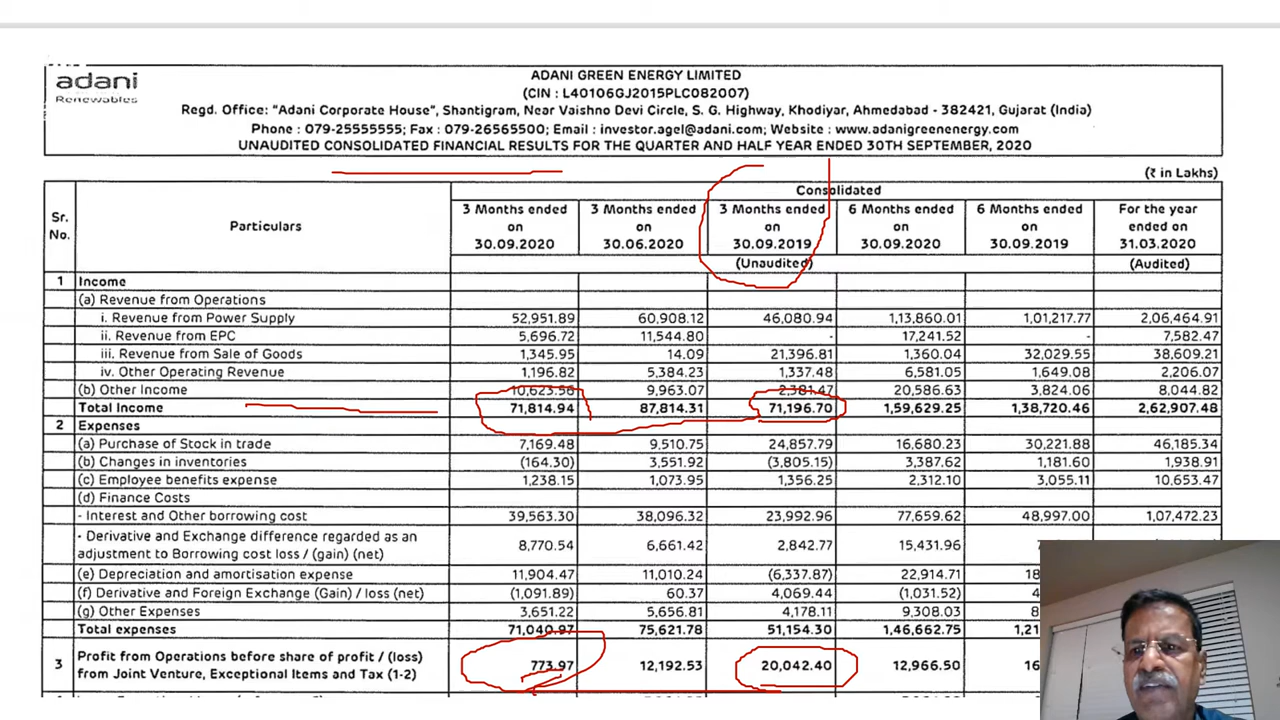 adani
Renewables
ADANI GREEN ENERGY LIMITED
(CIN : L40106GJ2015PLC082007)
Regd. Office: "Adani Corporate House", Shantigram, Near Vaishno Devi Circle, S. G. Highway, Khodiyar, Ahmedabad - 382421, Gujarat (India)
Phone : 079-25555555; Fax : 079-26565500; Email : investor.agel@adani.com; Website : www.adanigreenenergy.com
UNAUDITED CONSOLIDATED FINANCIAL RESULTS FOR THE QUARTER AND HALF YEAR ENDED 30TH SEPTEMBER, 2020
(₹ in Lakhs)
Sr. No. Particulars Consolidated
3 Months ended on 30.09.2020 3 Months ended on 30.06.2020 3 Months ended on 30.09.2019 6 Months ended on 30.09.2020 6 Months ended on 30.09.2019 For the year ended on 31.03.2020
(Unaudited) (Audited)
1 Income
(a) Revenue from Operations
i. Revenue from Power Supply 52,951.89 60,908.12 46,080.94 1,13,860.01 1,01,217.77 2,06,464.91
ii. Revenue from EPC 5,696.72 11,544.80 - 17,241.52 - 7,582.47
iii. Revenue from Sale of Goods 1,345.95 14.09 21,396.81 1,360.04 32,029.55 38,609.21
iv. Other Operating Revenue 1,196.82 5,384.23 1,337.48 6,581.05 1,649.08 2,206.07
(b) Other Income 10,623.56 9,963.07 2,381.47 20,586.63 3,824.06 8,044.82
Total Income 71,814.94 87,814.31 71,196.70 1,59,629.25 1,38,720.46 2,62,907.48
2 Expenses
(a) Purchase of Stock in trade 7,169.48 9,510.75 24,857.79 16,680.23 30,221.88 46,185.34
(b) Changes in inventories (164.30) 3,551.92 (3,805.15) 3,387.62 1,181.60 1,938.91
(c) Employee benefits expense 1,238.15 1,073.95 1,356.25 2,312.10 3,055.11 10,653.47
(d) Finance Costs
- Interest and Other borrowing cost 39,563.30 38,096.32 23,992.96 77,659.62 48,997.00 1,07,472.23
- Derivative and Exchange difference regarded as an
adjustment to Borrowing cost loss / (gain) (net) 8,770.54 6,661.42 2,842.77 15,431.96
(e) Depreciation and amortisation expense 11,904.47 11,010.24 (6,337.87) 22,914.71 18
(f) Derivative and Foreign Exchange (Gain) / loss (net) (1,091.89) 60.37 4,069.44 (1,031.52) 4
(g) Other Expenses 3,651.22 5,656.81 4,178.11 9,308.03 8
Total expenses 71,040.97 75,621.78 51,154.30 1,46,662.75 1,21
3 Profit from Operations before share of profit / (loss)
from Joint Venture, Exceptional Items and Tax (1-2) 773.97 12,192.53 20,042.40 12,966.50 16